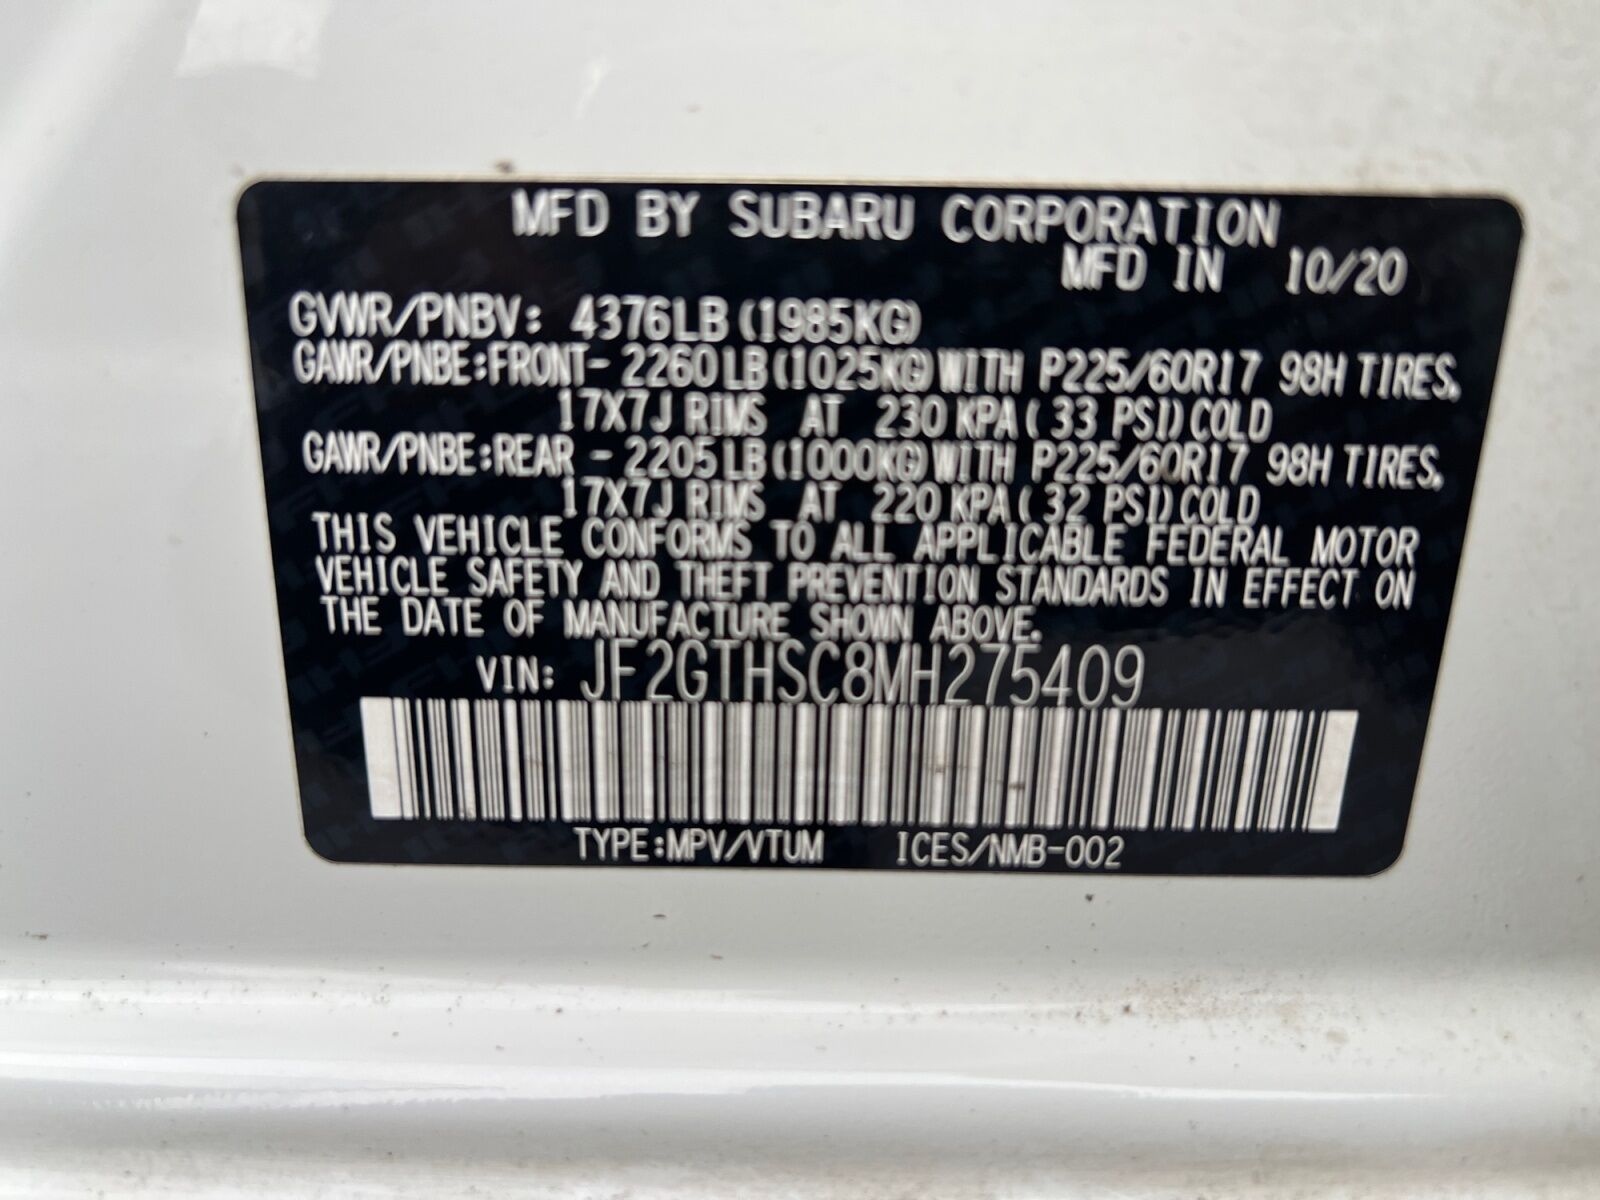 MFD BY SUBARU CORPORATION
MFD IN 10/20
GVWR/PNBV: 4376LB(1985KG)
GAWR/PNBE:FRONT- 2260LB(1025KG)WITH P225/60R17 98H TIRES,
17X7J RIMS AT 230 KPA( 33 PSI)COLD
GAWR/PNBE:REAR - 2205LB(1000KG)WITH P225/60R17 98H TIRES,
17X7J RIMS AT 220 KPA( 32 PSI)COLD
THIS VEHICLE CONFORMS TO ALL APPLICABLE FEDERAL MOTOR
VEHICLE SAFETY AND THEFT PREVENTION STANDARDS IN EFFECT ON
THE DATE OF MANUFACTURE SHOWN ABOVE.
VIN: JF2GTHSC8MH275409
TYPE:MPV/VTUM ICES/NMB-002